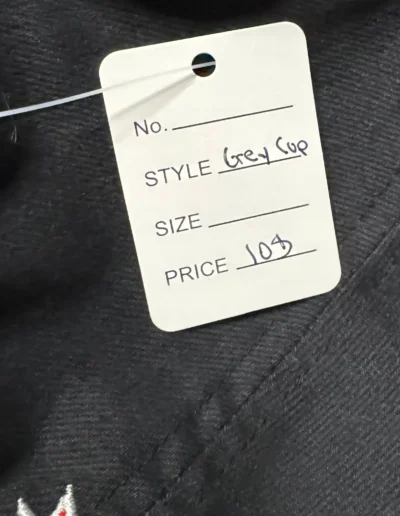 No.
STYLE Grey Cup
SIZE
PRICE 10$